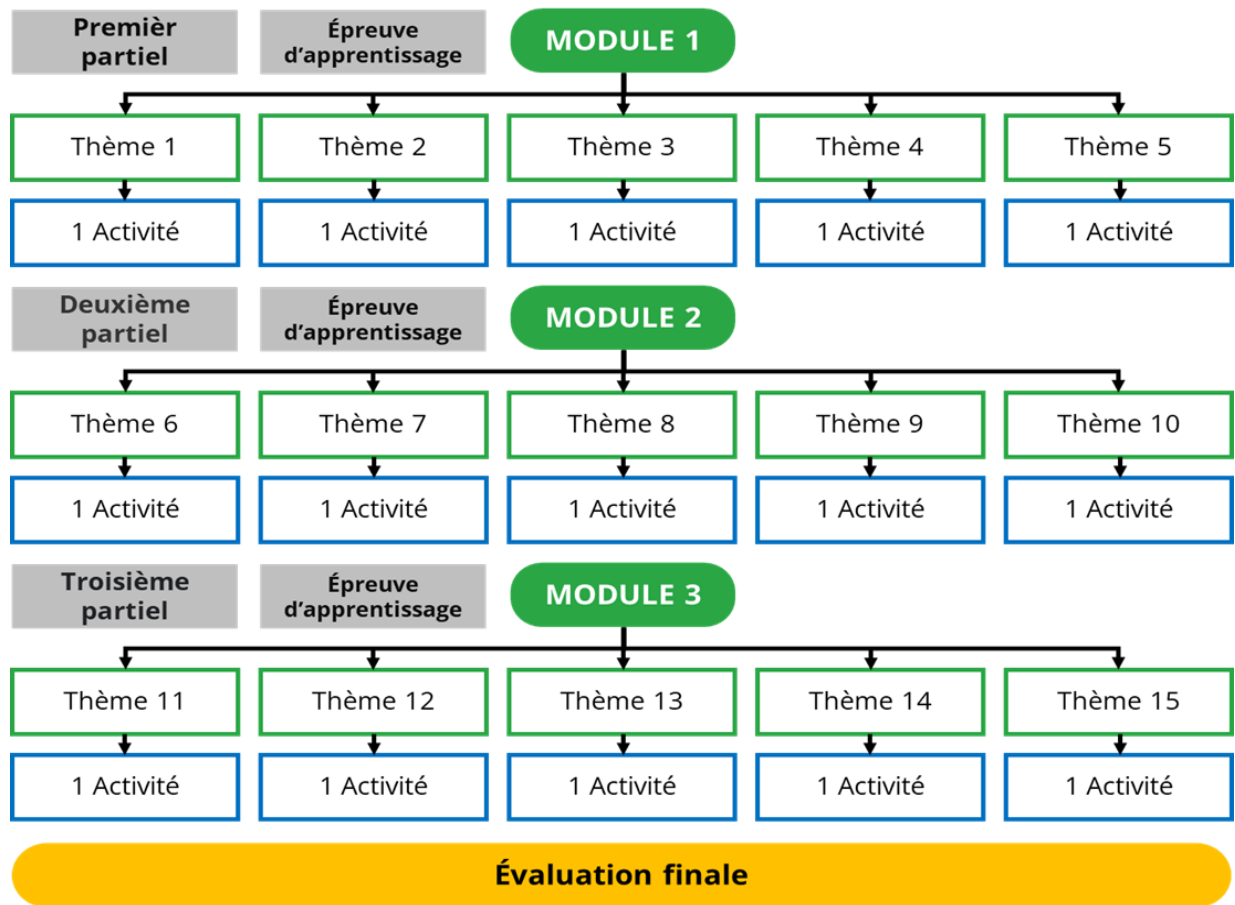 Premièr
partiel
Épreuve
d’apprentissage
MODULE 1
Thème 1
Thème 2
Thème 3
Thème 4
Thème 5
1 Activité
1 Activité
1 Activité
1 Activité
1 Activité
Deuxième
partiel
Épreuve
d’apprentissage
MODULE 2
Thème 6
Thème 7
Thème 8
Thème 9
Thème 10
1 Activité
1 Activité
1 Activité
1 Activité
1 Activité
Troisième
partiel
Épreuve
d’apprentissage
MODULE 3
Thème 11
Thème 12
Thème 13
Thème 14
Thème 15
1 Activité
1 Activité
1 Activité
1 Activité
1 Activité
Évaluation finale